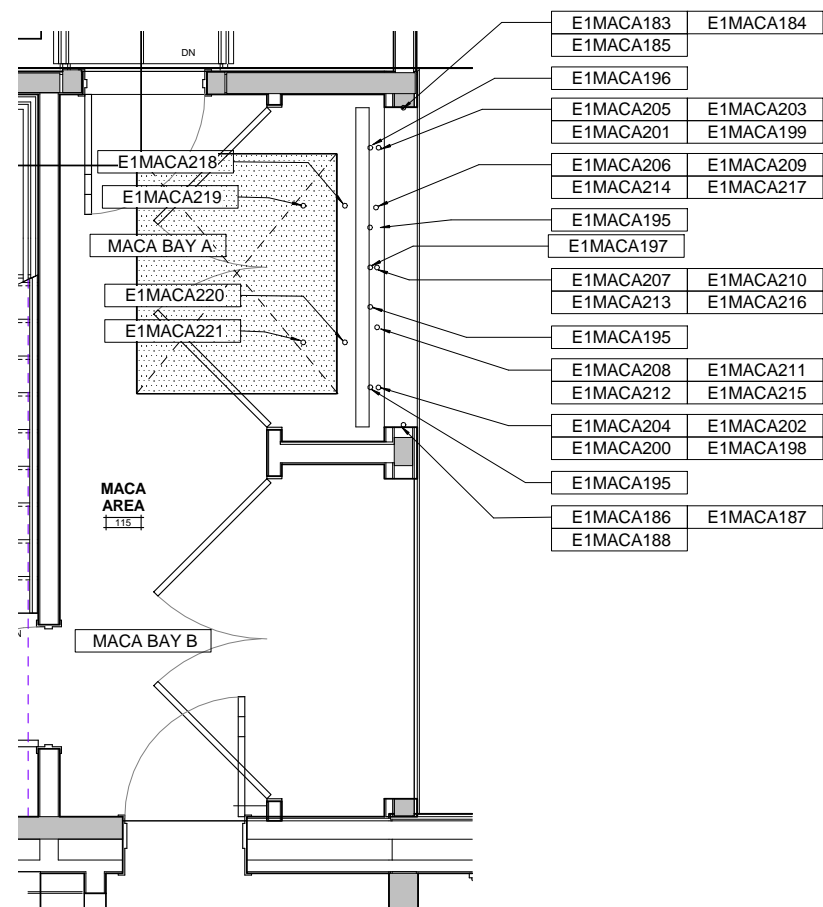 DN
E1MACA218
E1MACA219
MACA BAY A
E1MACA220
E1MACA221
MACA
AREA
115
MACA BAY B
E1MACA183 E1MACA184
E1MACA185
E1MACA196
E1MACA205 E1MACA203
E1MACA201 E1MACA199
E1MACA206 E1MACA209
E1MACA214 E1MACA217
E1MACA195
E1MACA197
E1MACA207 E1MACA210
E1MACA213 E1MACA216
E1MACA195
E1MACA208 E1MACA211
E1MACA212 E1MACA215
E1MACA204 E1MACA202
E1MACA200 E1MACA198
E1MACA195
E1MACA186 E1MACA187
E1MACA188